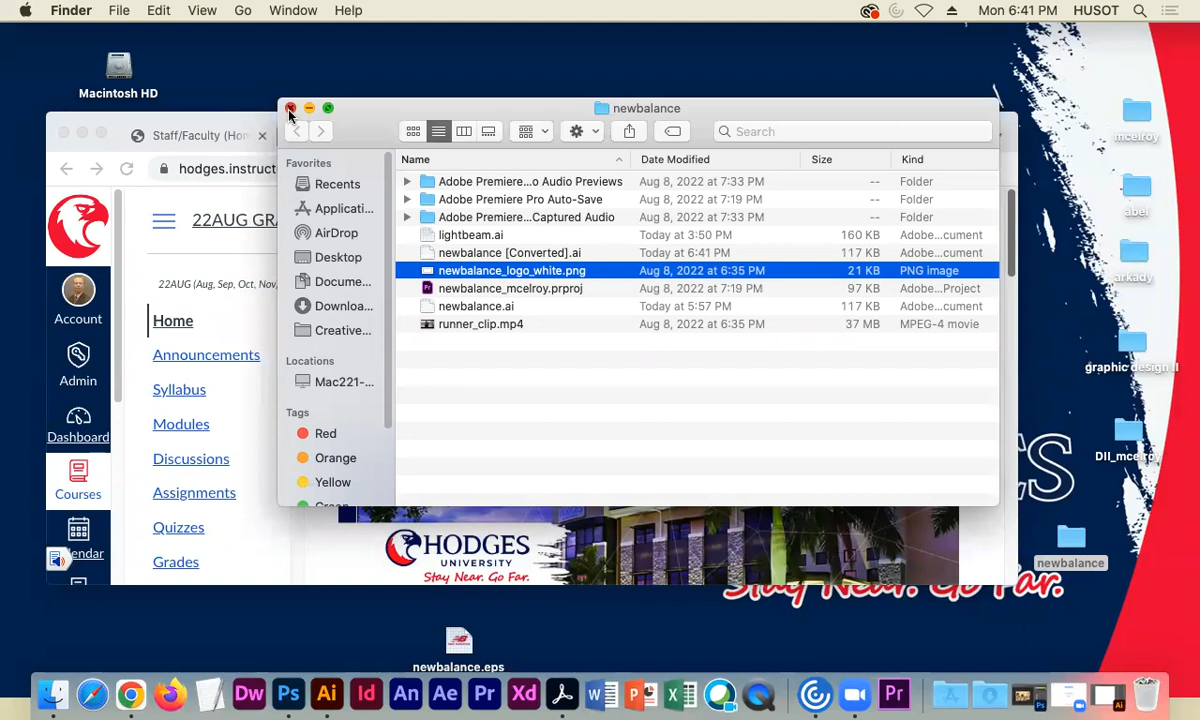 Finder File Edit View Go Window Help Mon 6:41 PM HUSOT
Macintosh HD
newbalance
Staff/Faculty (Hon
hodges.instruct
Search
Favorites
Recents
Applicati...
AirDrop
Desktop
Docume...
Downloa...
Creative...
Locations
Mac221-...
Tags
Red
Orange
Yellow
Green
Name Date Modified Size Kind
Adobe Premiere...o Audio Previews Aug 8, 2022 at 7:33 PM -- Folder
Adobe Premiere Pro Auto-Save Aug 8, 2022 at 7:19 PM -- Folder
Adobe Premiere...Captured Audio Aug 8, 2022 at 7:33 PM -- Folder
lightbeam.ai Today at 3:50 PM 160 KB Adobe...cument
newbalance [Converted].ai Today at 6:41 PM 117 KB Adobe...cument
newbalance_logo_white.png Aug 8, 2022 at 6:35 PM 21 KB PNG image
newbalance_mcelroy.prproj Aug 8, 2022 at 7:19 PM 97 KB Adobe...Project
newbalance.ai Today at 5:57 PM 117 KB Adobe...cument
runner_clip.mp4 Aug 8, 2022 at 6:35 PM 37 MB MPEG-4 movie
22AUG GRA
22AUG (Aug, Sep, Oct, Nov,
Home
Announcements
Syllabus
Modules
Discussions
Assignments
Quizzes
Grades
Account
Admin
Dashboard
Courses
endar
HODGES
UNIVERSITY
Stay Near. Go Far.
mcelroy
abel
arkady
graphic design II
DII_mcelroy
newbalance
Stay Near. Go Far.
newbalance.eps
Dw Ps Ai Id An Ae Pr Xd W P X Pr